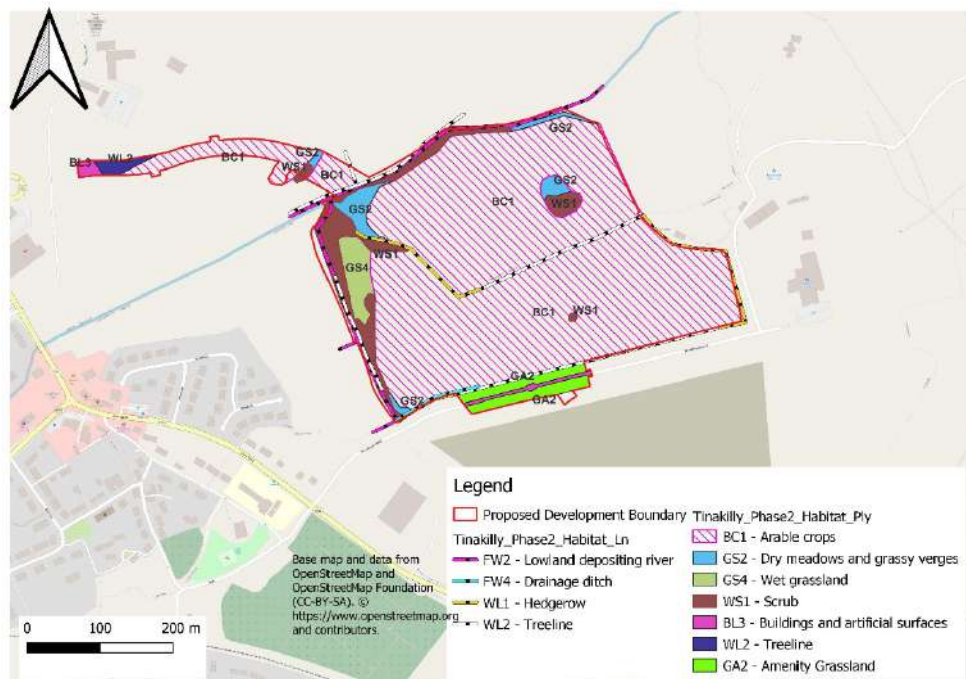 GS2
BL3
WL2
BC1
GS2
WS1
BC1
GS2
BC1
GS2
WS1
WS1
GS4
BC1
WS1
GA2
GS2
GA2
Base map and data from
OpenStreetMap and
OpenStreetMap Foundation
(CC-BY-SA). ©
https://www.openstreetmap.org
and contributors.
0 100 200 m
Legend
Proposed Development Boundary
Tinakilly_Phase2_Habitat_Ln
FW2 - Lowland depositing river
FW4 - Drainage ditch
WL1 - Hedgerow
WL2 - Treeline
Tinakilly_Phase2_Habitat_Ply
BC1 - Arable crops
GS2 - Dry meadows and grassy verges
GS4 - Wet grassland
WS1 - Scrub
BL3 - Buildings and artificial surfaces
WL2 - Treeline
GA2 - Amenity Grassland